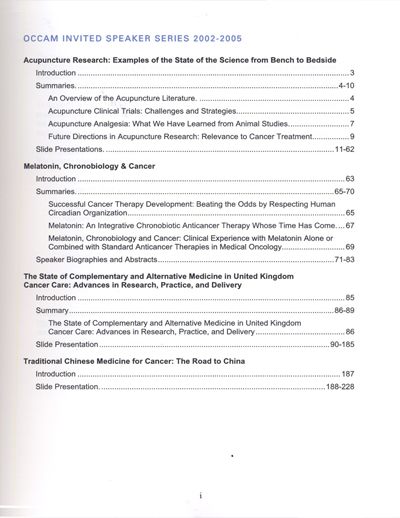 OCCAM INVITED SPEAKER SERIES 2002-2005
Acupuncture Research: Examples of the State of the Science from Bench to Bedside
Introduction ........ 3
Summaries ........ 4-10
An Overview of the Acupuncture Literature. ........ 4
Acupuncture Clinical Trials: Challenges and Strategies ........ 5
Acupuncture Analgesia: What We Have Learned from Animal Studies ........ 7
Future Directions in Acupuncture Research: Relevance to Cancer Treatment ........ 9
Slide Presentations. ........ 11-62
Melatonin, Chronobiology & Cancer
Introduction ........ 63
Summaries ........ 65-70
Successful Cancer Therapy Development: Beating the Odds by Respecting Human
Circadian Organization ........ 65
Melatonin: An Integrative Chronobiotic Anticancer Therapy Whose Time Has Come .... 67
Melatonin, Chronobiology and Cancer: Clinical Experience with Melatonin Alone or
Combined with Standard Anticancer Therapies in Medical Oncology ........ 69
Speaker Biographies and Abstracts ........ 71-83
The State of Complementary and Alternative Medicine in United Kingdom
Cancer Care: Advances in Research, Practice, and Delivery
Introduction ........ 85
Summary ........ 86-89
The State of Complementary and Alternative Medicine in United Kingdom
Cancer Care: Advances in Research, Practice, and Delivery ........ 86
Slide Presentation ........ 90-185
Traditional Chinese Medicine for Cancer: The Road to China
Introduction ........ 187
Slide Presentation. ........ 188-228
i